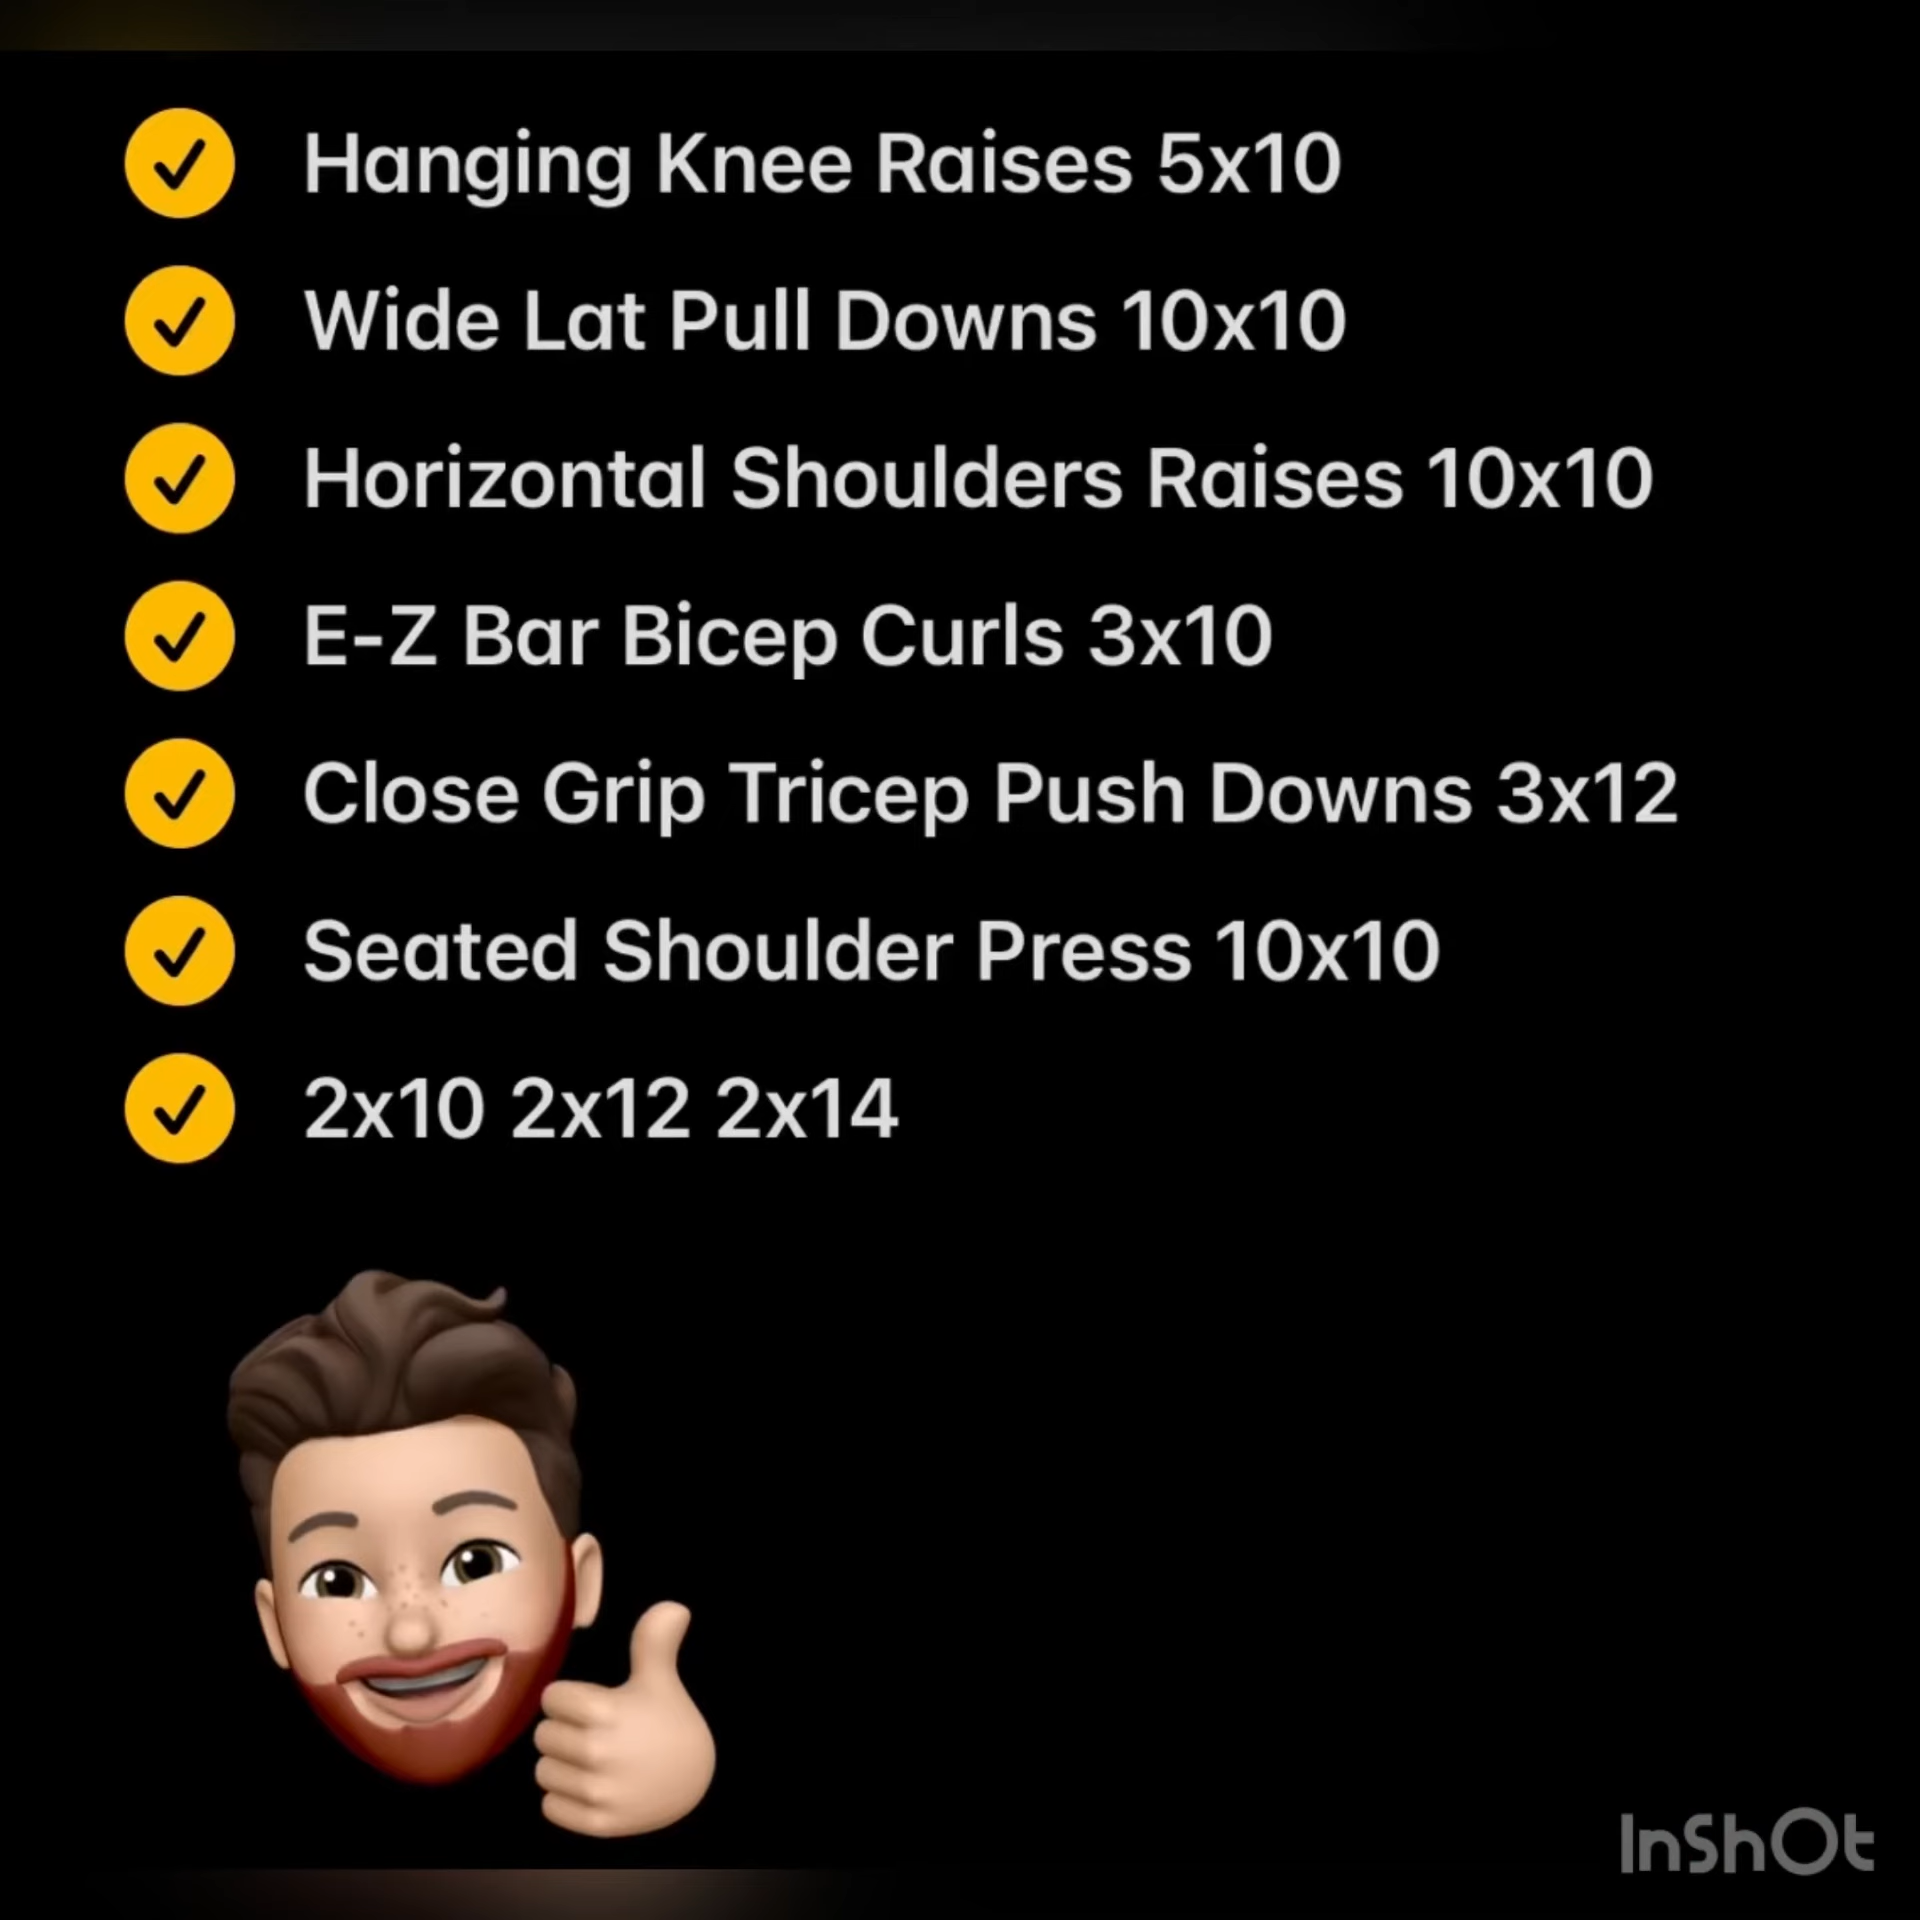 Hanging Knee Raises 5x10
Wide Lat Pull Downs 10x10
Horizontal Shoulders Raises 10x10
E-Z Bar Bicep Curls 3x10
Close Grip Tricep Push Downs 3x12
Seated Shoulder Press 10x10
2x10 2x12 2x14
InShOt